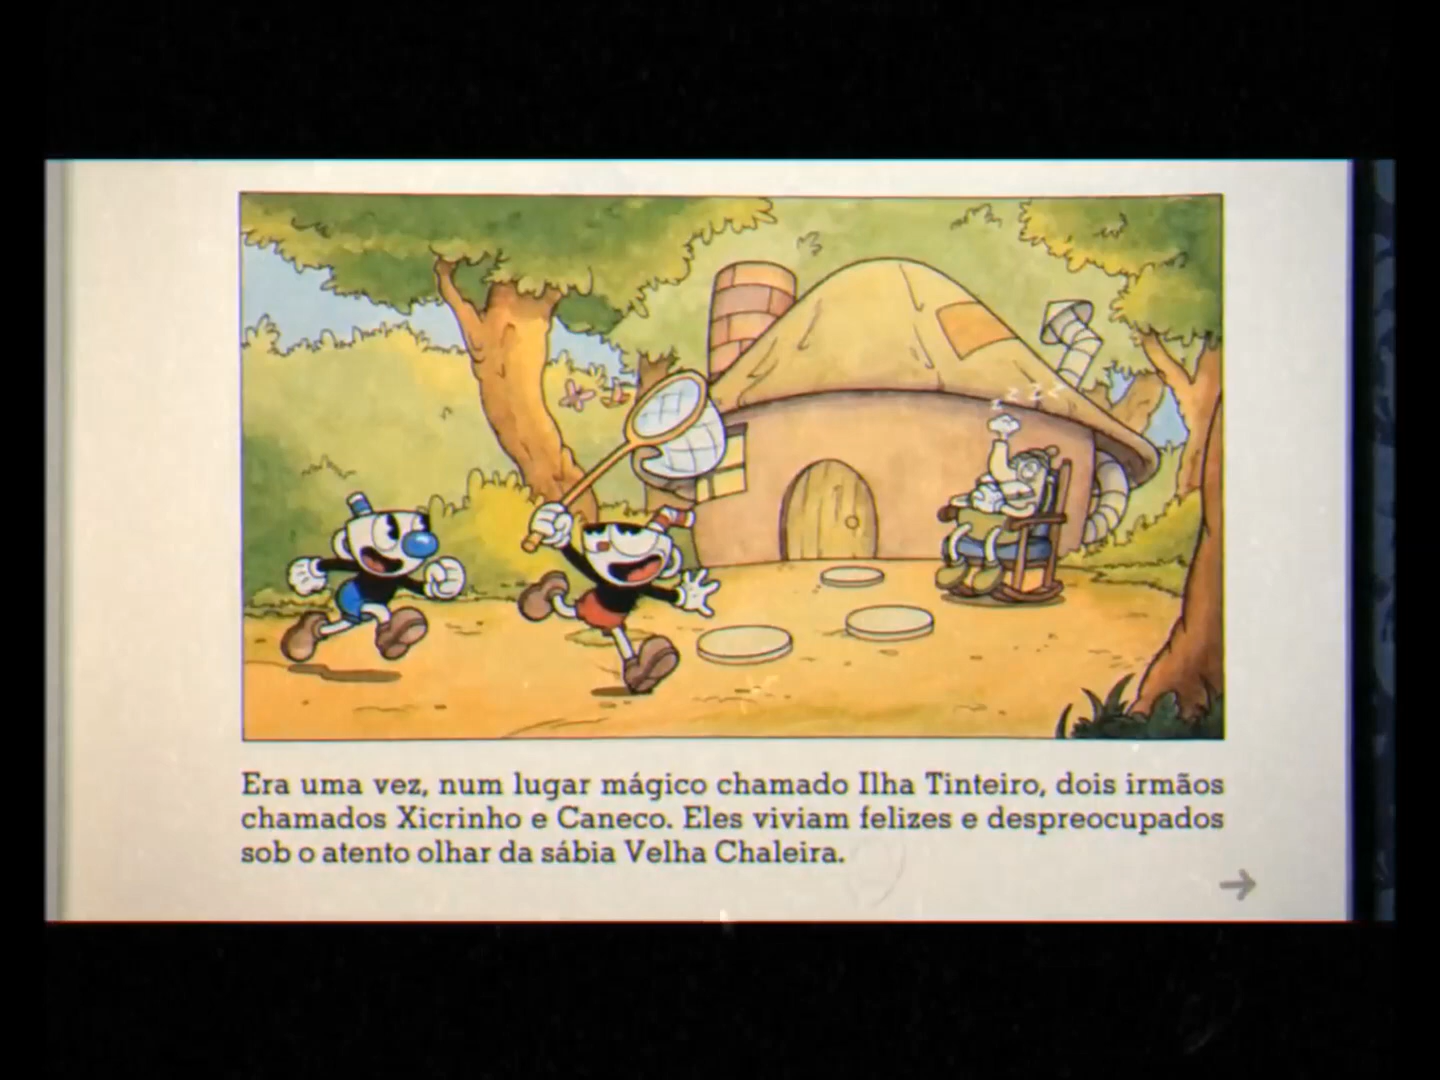 z z z z
Era uma vez, num lugar mágico chamado Ilha Tinteiro, dois irmãos
chamados Xicrinho e Caneco. Eles viviam felizes e despreocupados
sob o atento olhar da sábia Velha Chaleira.